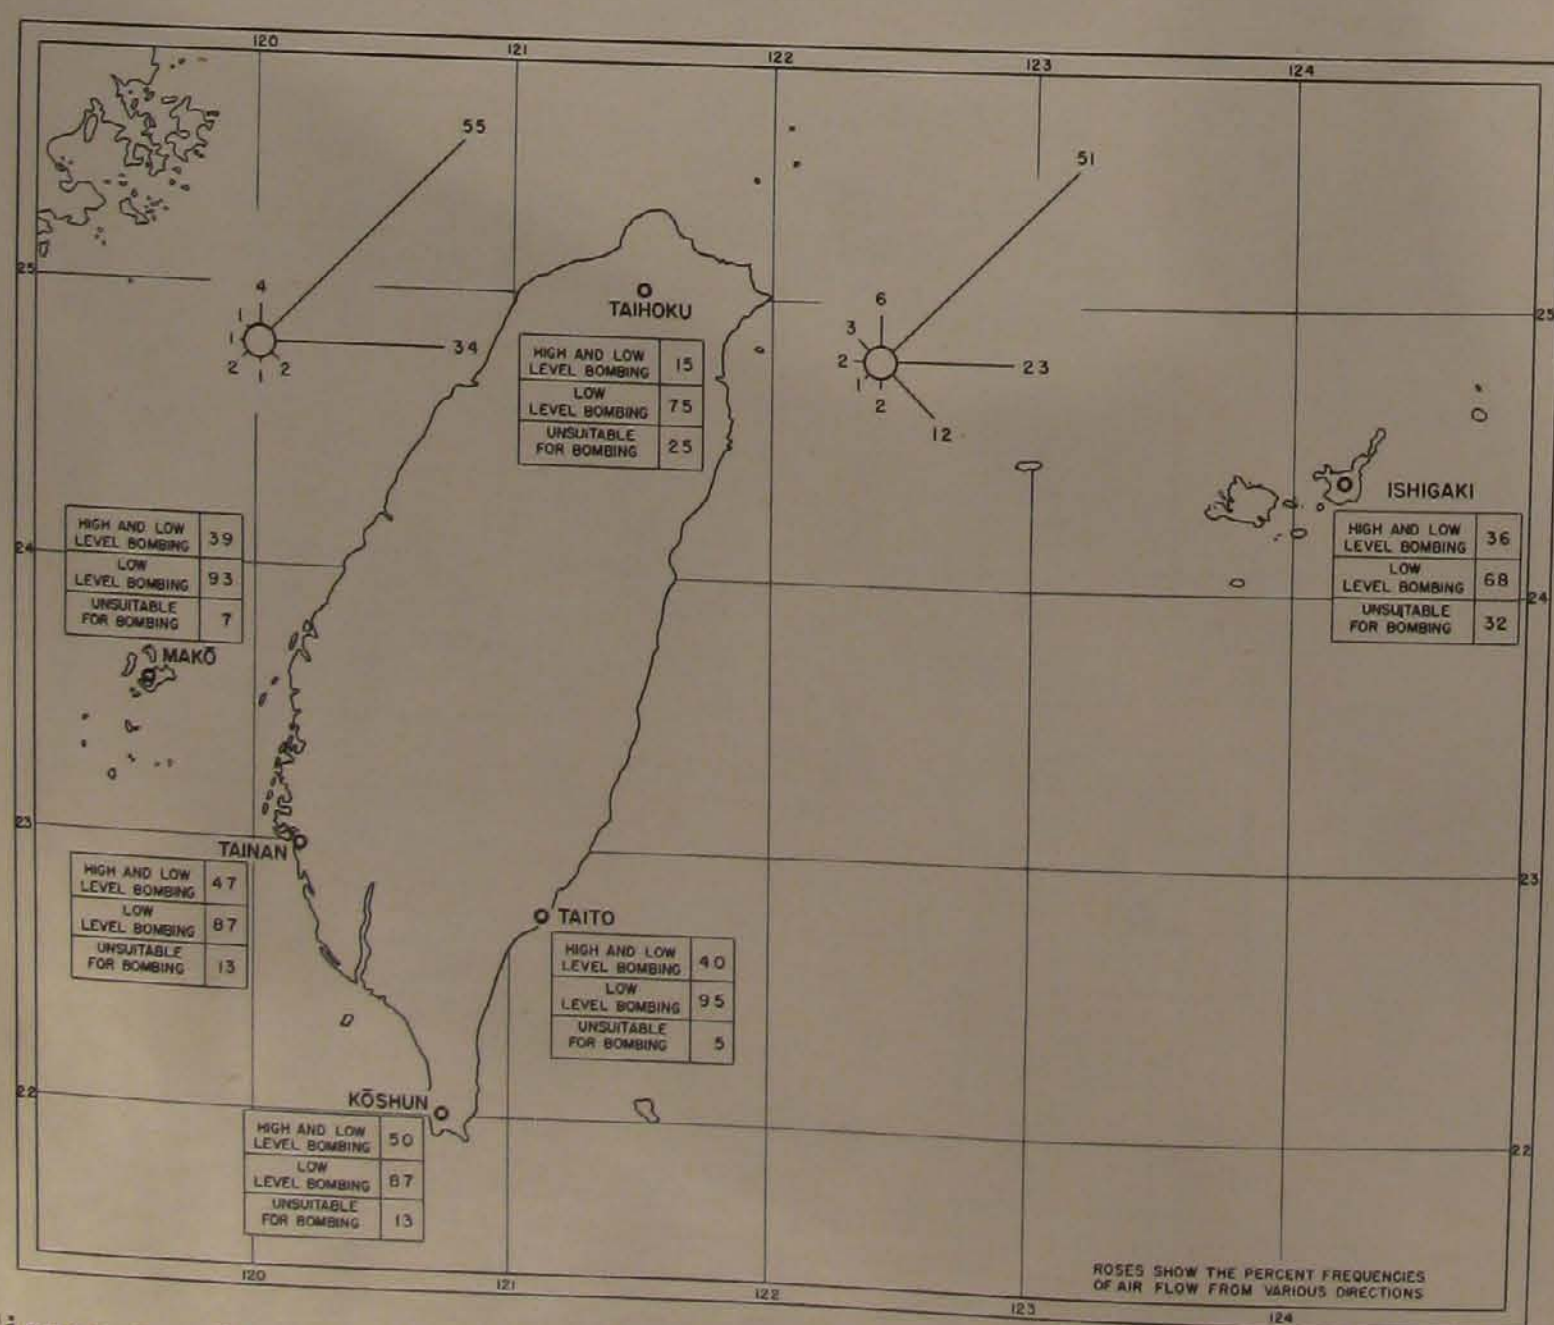 120
121
122
123
124
55
51
25
4
1
1
2
1
2
34
TAIHOKU
HIGH AND LOW
LEVEL BOMBING
15
LOW
LEVEL BOMBING
75
UNSUITABLE
FOR BOMBING
25
6
3
2
1
2
23
12
25
ISHIGAKI
HIGH AND LOW
LEVEL BOMBING
36
LOW
LEVEL BOMBING
68
UNSUITABLE
FOR BOMBING
32
24
HIGH AND LOW
LEVEL BOMBING
39
LOW
LEVEL BOMBING
93
UNSUITABLE
FOR BOMBING
7
24
MAKŌ
23
TAINAN
HIGH AND LOW
LEVEL BOMBING
47
LOW
LEVEL BOMBING
87
UNSUITABLE
FOR BOMBING
13
23
TAITO
HIGH AND LOW
LEVEL BOMBING
40
LOW
LEVEL BOMBING
95
UNSUITABLE
FOR BOMBING
5
22
KŌSHUN
HIGH AND LOW
LEVEL BOMBING
50
LOW
LEVEL BOMBING
87
UNSUITABLE
FOR BOMBING
13
22
ROSES SHOW THE PERCENT FREQUENCIES
OF AIR FLOW FROM VARIOUS DIRECTIONS
120
121
122
123
124